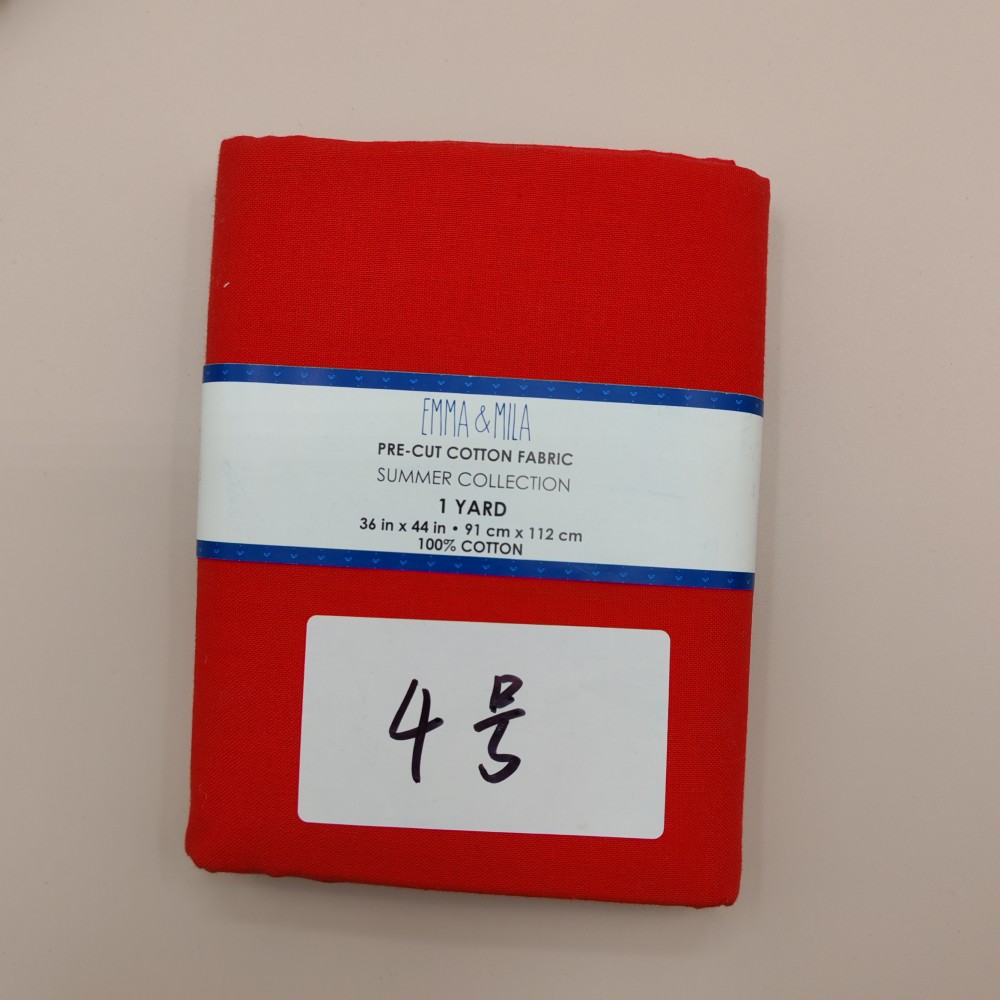 EMMA & MILA
PRE-CUT COTTON FABRIC
SUMMER COLLECTION
1 YARD
36 in x 44 in • 91 cm x 112 cm
100% COTTON
4号